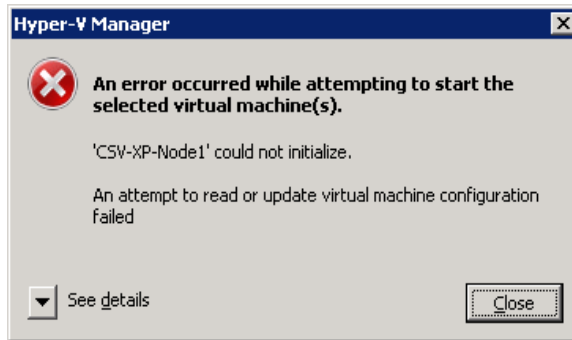 Hyper-V Manager
An error occurred while attempting to start the
selected virtual machine(s).
'CSV-XP-Node1' could not initialize.
An attempt to read or update virtual machine configuration
failed
See details
Close